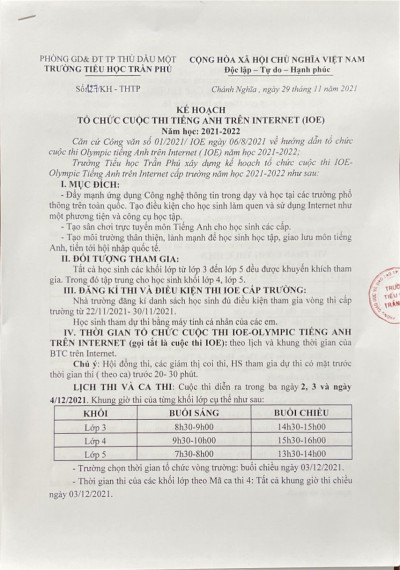 PHÒNG GD& ĐT TP THỦ DẦU MỘT
TRƯỜNG TIỂU HỌC TRẦN PHÚ
CỘNG HÒA XÃ HỘI CHỦ NGHĨA VIỆT NAM
Độc lập – Tự do – Hạnh phúc
/KH - THTP
Chánh Nghĩa, ngày 29 tháng 11 năm 2021
KẾ HOẠCH
TỔ CHỨC CUỘC THI TIẾNG ANH TRÊN INTERNET (IOE)
Năm học: 2021-2022
Căn cứ Công văn số 01/2021/ IOE ngày 06/8/2021 về hướng dẫn tổ chức
cuộc thi Olympic tiếng Anh trên Internet ( IOE) năm học 2021-2022;
Trường Tiểu học Trần Phú xây dựng kế hoạch tổ chức cuộc thi IOE-
Olympic Tiếng Anh trên Internet cấp trường năm học 2021-2022 như sau:
I. MỤC ĐÍCH:
- Đẩy mạnh ứng dụng Công nghệ thông tin trong dạy và học tại các trường phổ
thông trên toàn quốc. Tạo điều kiện cho học sinh làm quen và sử dụng Internet như
một phương tiện và công cụ học tập.
- Tạo sân chơi trực tuyến môn Tiếng Anh cho học sinh các cấp.
- Tạo môi trường thân thiện, lành mạnh để học sinh học tập, giao lưu môn tiếng
Anh, tiến tới hội nhập quốc tế.
II. ĐỐI TƯỢNG THAM GIA:
Tất cả học sinh các khối lớp từ lớp 3 đến lớp 5 đều được khuyến khích tham
gia. Trong đó tập trung cho học sinh khối lớp 4, lớp 5.
III. ĐĂNG KÍ THI VÀ ĐIỀU KIỆN THI IOE CẤP TRƯỜNG:
Nhà trường đăng kí danh sách học sinh đủ điều kiện tham gia vòng thi cấp
trường từ 22/11/2021- 30/11/2021.
Học sinh tham dự thi bằng máy tính cá nhân của các em.
IV. THỜI GIAN TỔ CHỨC CUỘC THI IOE-OLYMPIC TIẾNG ANH
TRÊN INTERNET (gọi tắt là cuộc thi IOE): theo lịch và khung thời gian của
BTC trên Internet.
Chú ý: Hội đồng thi, các giám thị coi thi, HS tham gia dự thi có mặt trước
thời gian thi ( theo ca) trước 20- 30 phút.
LỊCH THI VÀ CA THI: Cuộc thi diễn ra trong ba ngày 2, 3 và ngày
4/12/2021. Khung giờ thi của từng khối lớp cụ thể như sau:
KHỐI BUỔI SÁNG BUỔI CHIỀU
Lớp 3 8h30-9h00 14h30-15h00
Lớp 4 9h30-10h00 15h30-16h00
Lớp 5 7h30-8h00 13h30-14h00
- Trường chọn thời gian tổ chức vòng trường: buổi chiều ngày 03/12/2021.
- Thời gian thi của các khối lớp theo Mã ca thi 4: Tất cả khung giờ thi chiều
ngày 03/12/2021.